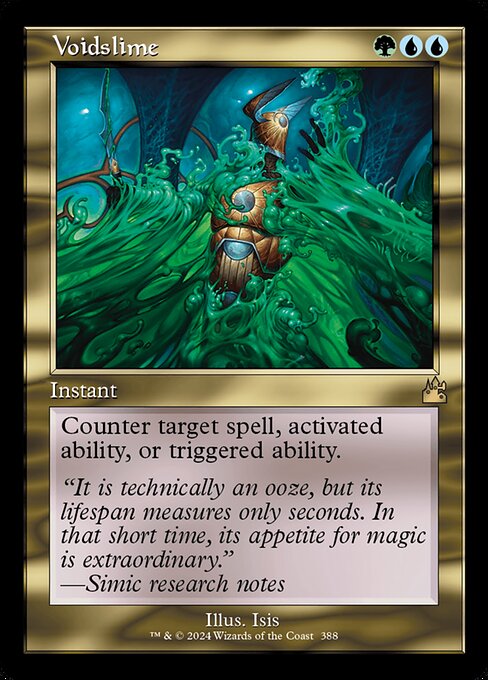 Voidslime
Instant
Counter target spell, activated
ability, or triggered ability.
“It is technically an ooze, but its
lifespan measures only seconds. In
that short time, its appetite for magic
is extraordinary.”
—Simic research notes
Illus. Isis
™ & © 2024 Wizards of the Coast 388